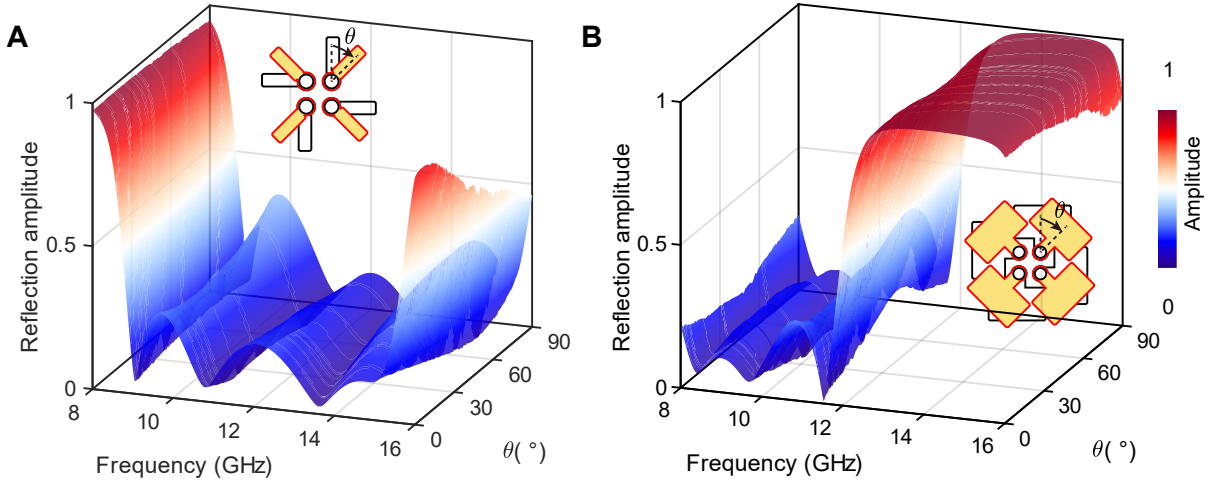 A
θ
Reflection amplitude
1
0.5
0
8
10
12
14
16
0
30
60
90
Frequency (GHz)
θ( °)
B
θ
Reflection amplitude
1
0.5
0
8
10
12
14
16
0
30
60
90
Frequency (GHz)
θ( °)
1
Amplitude
0